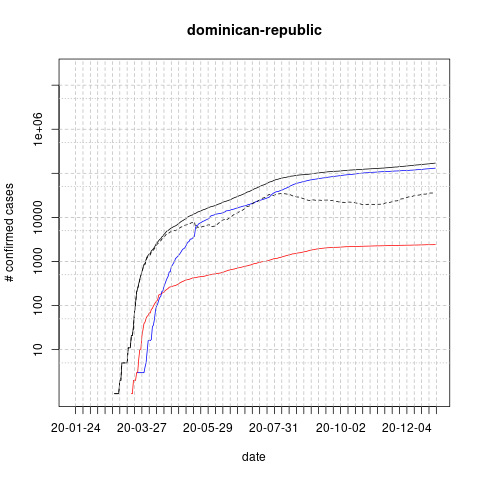 dominican-republic
# confirmed cases
1e+06
10000
1000
100
10
20-01-24 20-03-27 20-05-29 20-07-31 20-10-02 20-12-04
date